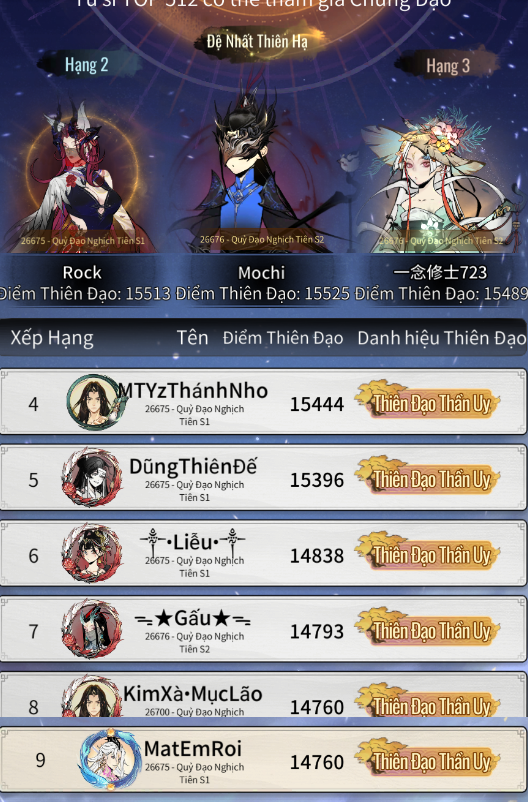 Tu sĩ TOP 512 có thể tham gia Chứng Đạo
Đệ Nhất Thiên Hạ
Hạng 2
Hạng 3
26675 - Quỷ Đạo Nghịch Tiên S1
26676 - Quỷ Đạo Nghịch Tiên S2
26676 - Quỷ Đạo Nghịch Tiên S2
Rock
Mochi
一念修士723
Điểm Thiên Đạo: 15513
Điểm Thiên Đạo: 15525
Điểm Thiên Đạo: 15489
Xếp Hạng
Tên
Điểm Thiên Đạo
Danh hiệu Thiên Đạo
4
MTYzThánhNho
26675 - Quỷ Đạo Nghịch
Tiên S1
15444
Thiên Đạo Thần Uy
5
DũngThiênĐế
26675 - Quỷ Đạo Nghịch
Tiên S1
15396
Thiên Đạo Thần Uy
6
༒•Liễu•༒
26675 - Quỷ Đạo Nghịch
Tiên S1
14838
Thiên Đạo Thần Uy
7
★Gấu★
26676 - Quỷ Đạo Nghịch
Tiên S2
14793
Thiên Đạo Thần Uy
8
KimXà•MụcLão
26700 - Quỷ Đạo Nghịch
14760
Thiên Đạo Thần Uy
9
MatEmRoi
26675 - Quỷ Đạo Nghịch
Tiên S1
14760
Thiên Đạo Thần Uy